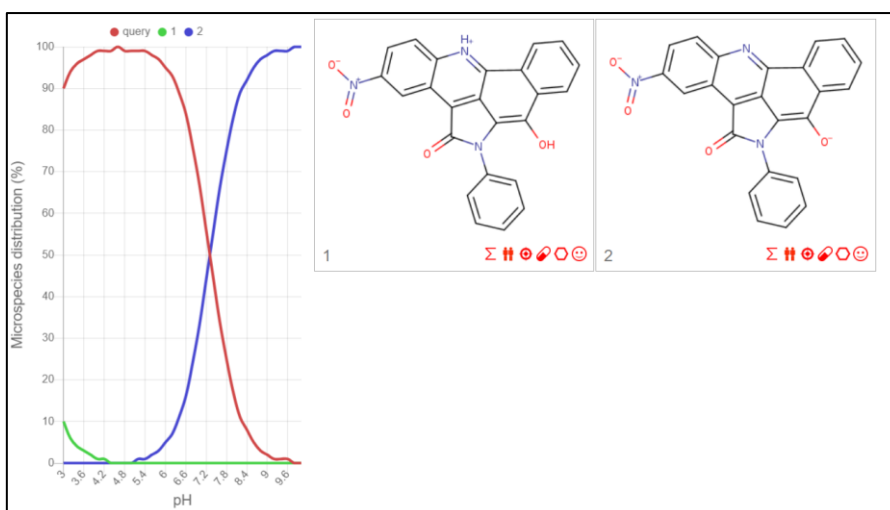 query 1 2
Microspecies distribution (%)
100
90
80
70
60
50
40
30
20
10
0
3 3.6 4.2 4.8 5.4 6 6.6 7.2 7.8 8.4 9 9.6
pH
H+
N
O-
N+
O
O
N
OH
1
Σ
N
O-
N+
O
O
N
O-
2
Σ